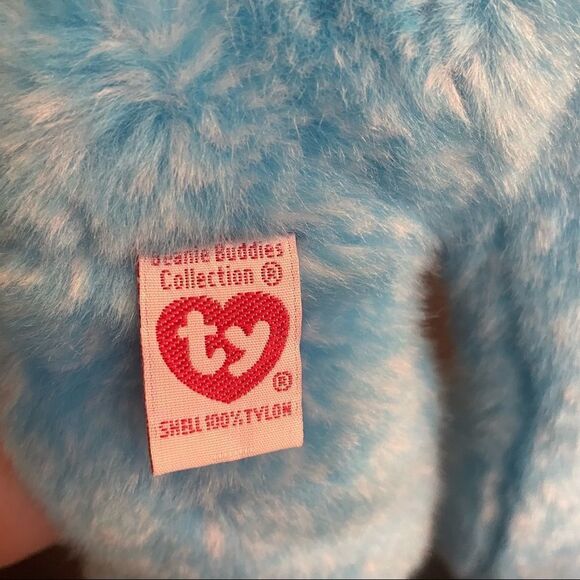 Beanie Buddies
Collection ®
ty
®
SHELL 100% TYLON